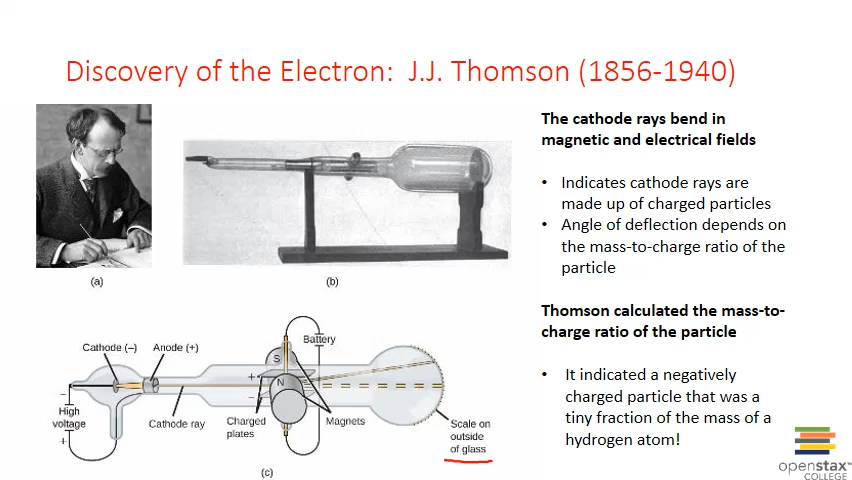 Discovery of the Electron:  J.J. Thomson (1856-1940)
The cathode rays bend in
magnetic and electrical fields
• Indicates cathode rays are
made up of charged particles
• Angle of deflection depends on
the mass-to-charge ratio of the
particle
Thomson calculated the mass-to-
charge ratio of the particle
• It indicated a negatively
charged particle that was a
tiny fraction of the mass of a
hydrogen atom!
(a)
(b)
Cathode (–)
Anode (+)
Battery
S
+
N
–
–
High
voltage
+
Cathode ray
Charged
plates
Magnets
Scale on
outside
of glass
(c)
openstax™
COLLEGE